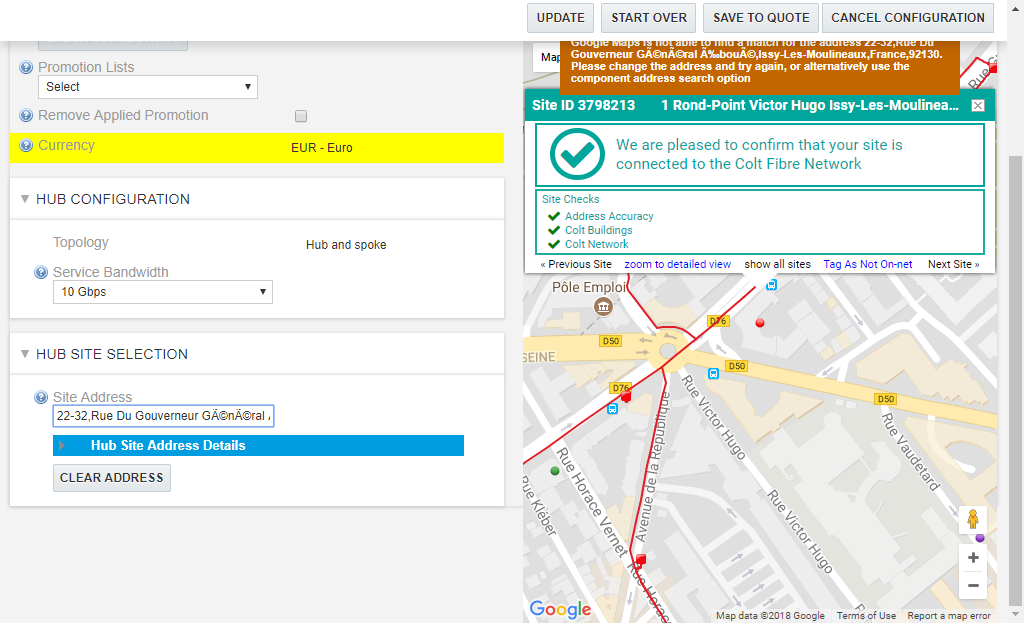 UPDATE
START OVER
SAVE TO QUOTE
CANCEL CONFIGURATION
Promotion Lists
Select
Remove Applied Promotion
Currency
EUR - Euro
HUB CONFIGURATION
Topology
Hub and spoke
Service Bandwidth
10 Gbps
HUB SITE SELECTION
Site Address
22-32,Rue Du Gouverneur GÃ©nÃ©ral
Hub Site Address Details
CLEAR ADDRESS
Map
Google Maps is not able to find a match for the address 22-32,Rue Du
Gouverneur GÃ©nÃ©ral Ã‰bouÃ©,Issy-Les-Moulineaux,France,92130.
Please change the address and try again, or alternatively use the
component address search option
Site ID 3798213
1 Rond-Point Victor Hugo Issy-Les-Moulinea...
We are pleased to confirm that your site is
connected to the Colt Fibre Network
Site Checks
Address Accuracy
Colt Buildings
Colt Network
« Previous Site
zoom to detailed view
show all sites
Tag As Not On-net
Next Site »
Pôle Emploi
D76
D50
SEINE
D50
D76
D50
Rue Victor Hugo
Rue Vaudetard
Avenue de la République
Rue Horace Vernet
Rue Kléber
Rue Victor Hugo
Rue Horac
Google
Map data ©2018 Google
Terms of Use
Report a map error